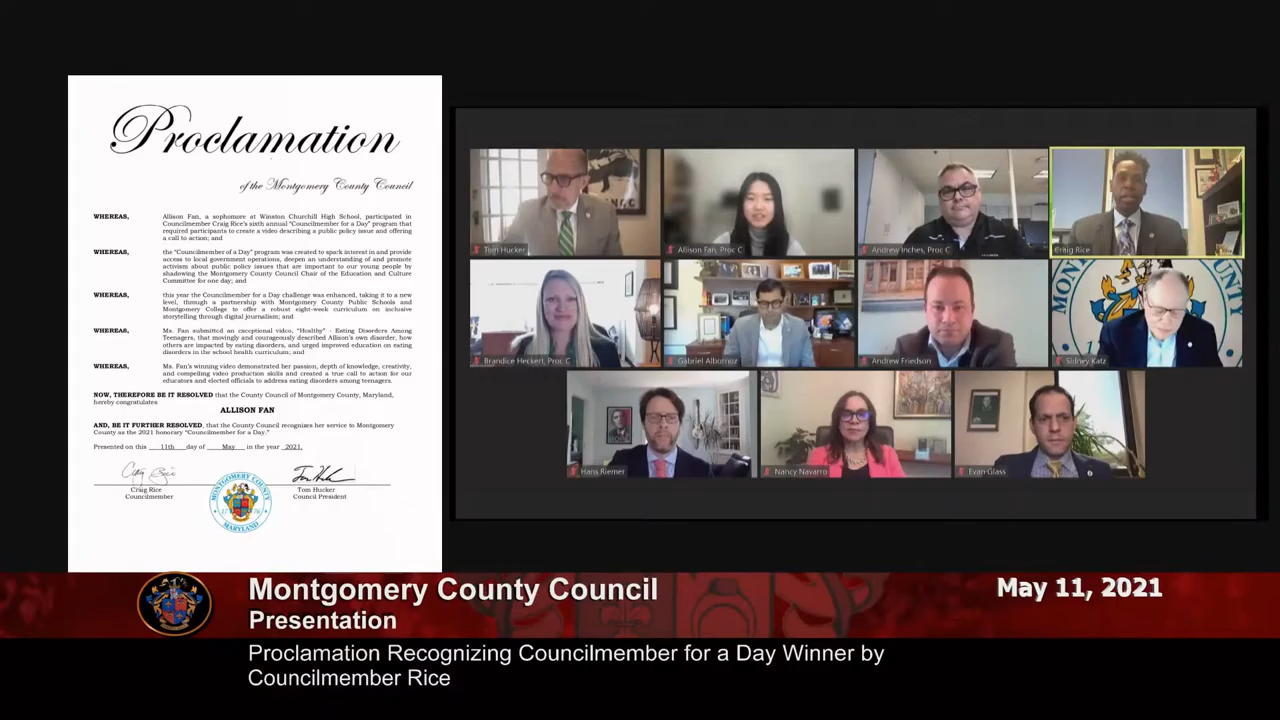 Proclamation
of the Montgomery County Council
WHEREAS, Allison Fan, a sophomore at Winston Churchill High School, participated in
Councilmember Craig Rice's sixth annual "Councilmember for a Day" program that
required participants to create a video describing a public policy issue and offering
a call to action; and
WHEREAS, the "Councilmember of a Day" program was created to spark interest in and provide
access to local government operations, deepen an understanding of and promote
activism about public policy issues that are important to our young people by
shadowing the Montgomery County Council Chair of the Education and Culture
Committee for one day; and
WHEREAS, this year the Councilmember for a Day challenge was enhanced, taking it to a new
level, through a partnership with Montgomery County Public Schools and
Montgomery College to offer a robust eight-week curriculum on inclusive
storytelling through digital journalism; and
WHEREAS, Ms. Fan submitted an exceptional video, "Healthy" - Eating Disorders Among
Teenagers, that movingly and courageously described Allison's own disorder, how
others are impacted by eating disorders, and urged improved education on eating
disorders in the school health curriculum; and
WHEREAS, Ms. Fan's winning video demonstrated her passion, depth of knowledge, creativity,
and compelling video production skills and created a true call to action for our
educators and elected officials to address eating disorders among teenagers.
NOW, THEREFORE BE IT RESOLVED that the County Council of Montgomery County, Maryland,
hereby congratulates
ALLISON FAN
AND, BE IT FURTHER RESOLVED, that the County Council recognizes her service to Montgomery
County as the 2021 honorary "Councilmember for a Day."
Presented on this 11th day of May in the year 2021.
Craig Rice
Councilmember
MONTGOMERY COUNTY
17 76
MARYLAND
Tom Hucker
Council President
Tom Hucker
Allison Fan, Proc C
Andrew Inches, Proc C
Craig Rice
Brandice Heckert, Proc C
Gabriel Albornoz
Andrew Friedson
Sidney Katz
Hans Riemer
Nancy Navarro
Evan Glass
Montgomery County Council
Presentation
May 11, 2021
Proclamation Recognizing Councilmember for a Day Winner by
Councilmember Rice